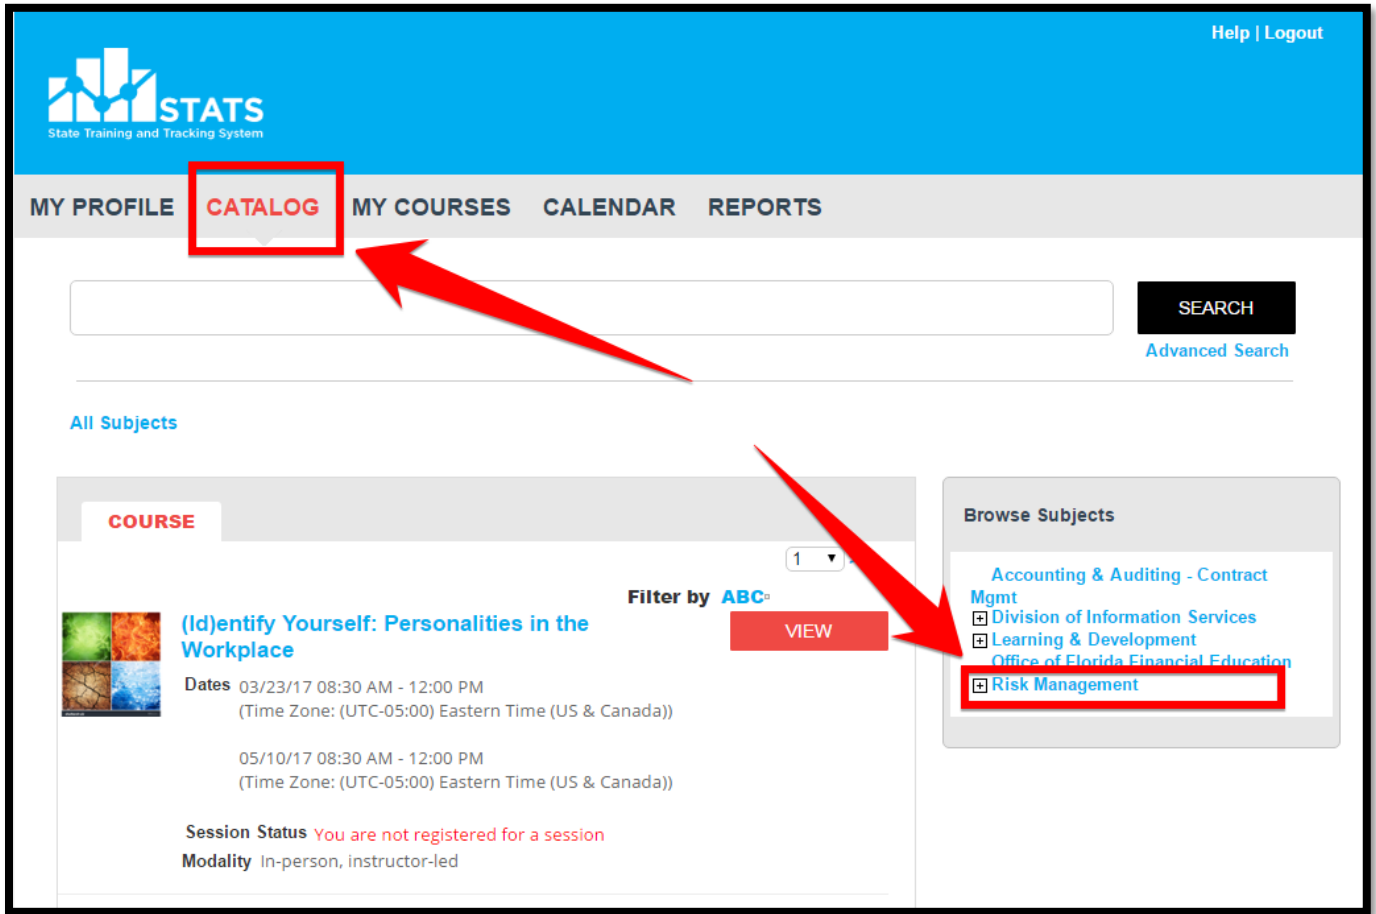 Help | Logout
STATS
State Training and Tracking System
MY PROFILE CATALOG MY COURSES CALENDAR REPORTS
SEARCH
Advanced Search
All Subjects
COURSE
1
Filter by ABC
(Id)entify Yourself: Personalities in the
Workplace
VIEW
Dates 03/23/17 08:30 AM - 12:00 PM
(Time Zone: (UTC-05:00) Eastern Time (US & Canada))
05/10/17 08:30 AM - 12:00 PM
(Time Zone: (UTC-05:00) Eastern Time (US & Canada))
Session Status You are not registered for a session
Modality In-person, instructor-led
Browse Subjects
Accounting & Auditing - Contract
Mgmt
Division of Information Services
Learning & Development
Office of Florida Financial Education
Risk Management